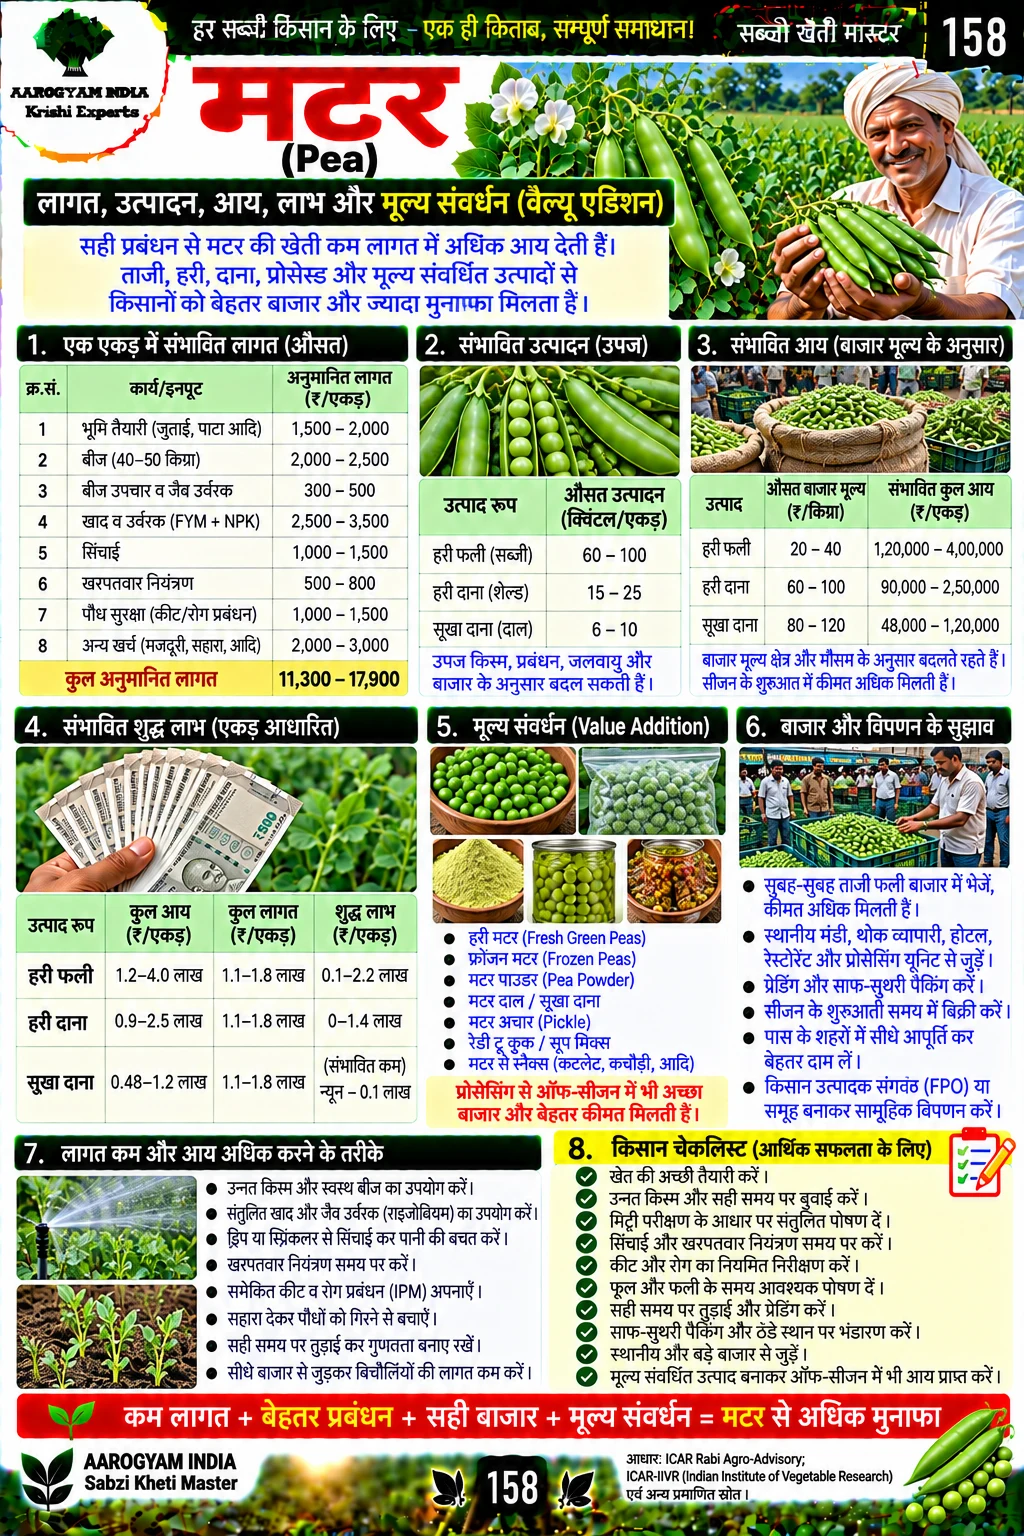 हर सब्जी किसान के लिए – एक ही किताब, सम्पूर्ण समाधान!
सब्जी खेती मास्टर
158
AAROGYAM INDIA
Krishi Experts
मटर
(Pea)
लागत, उत्पादन, आय, लाभ और मूल्य संवर्धन (वैल्यू एडिशन)
सही प्रबंधन से मटर की खेती कम लागत में अधिक आय देती हैं।
ताजी, हरी, दाना, प्रोसेस्ड और मूल्य संवर्धित उत्पादों से
किसानों को बेहतर बाजार और ज्यादा मुनाफा मिलता हैं।
1. एक एकड़ में संभावित लागत (औसत)
क्र.सं. कार्य/इनपूट अनुमानित लागत (₹/एकड़)
1 भूमि तैयारी (जुताई, पाटा आदि) 1,500 – 2,000
2 बीज (40–50 किग्रा) 2,000 – 2,500
3 बीज उपचार व जैब उर्वरक 300 – 500
4 खाद व उर्वरक (FYM + NPK) 2,500 – 3,500
5 सिंचाई 1,000 – 1,500
6 खरपतवार नियंत्रण 500 – 800
7 पौध सुरक्षा (कीट/रोग प्रबंधन) 1,000 – 1,500
8 अन्य खर्च (मजदूरी, सहारा, आदि) 2,000 – 3,000
कुल अनुमानित लागत 11,300 – 17,900
2. संभावित उत्पादन (उपज)
उत्पाद रूप औसत उत्पादन (क्विंटल/एकड़)
हरी फली (सब्जी) 60 – 100
हरी दाना (शेल्ड) 15 – 25
सूखा दाना (दाल) 6 – 10
उपज किस्म, प्रबंधन, जलवायु और
बाजार के अनुसार बदल सकती हैं।
3. संभावित आय (बाजार मूल्य के अनुसार)
उत्पाद औसत बाजार मूल्य (₹/किग्रा) संभावित कुल आय (₹/एकड़)
हरी फली 20 – 40 1,20,000 – 4,00,000
हरी दाना 60 – 100 90,000 – 2,50,000
सूखा दाना 80 – 120 48,000 – 1,20,000
बाजार मूल्य क्षेत्र और मौसम के अनुसार बदलते रहते हैं।
सीजन के शुरुआत में कीमत अधिक मिलती हैं।
4. संभावित शुद्ध लाभ (एकड़ आधारित)
उत्पाद रूप कुल आय (₹/एकड़) कुल लागत (₹/एकड़) शुद्ध लाभ (₹/एकड़)
हरी फली 1.2–4.0 लाख 1.1–1.8 लाख 0.1–2.2 लाख
हरी दाना 0.9–2.5 लाख 1.1–1.8 लाख 0–1.4 लाख
सूखा दाना 0.48–1.2 लाख 1.1–1.8 लाख (संभावित कम) न्यून – 0.1 लाख
5. मूल्य संवर्धन (Value Addition)
हरी मटर (Fresh Green Peas)
फ्रोजन मटर (Frozen Peas)
मटर पाउडर (Pea Powder)
मटर दाल / सूखा दाना
मटर अचार (Pickle)
रेडी टू कुक / सूप मिक्स
मटर से स्नैक्स (कटलेट, कचौड़ी, आदि)
प्रोसेसिंग से ऑफ-सीजन में भी अच्छा
बाजार और बेहतर कीमत मिलती हैं।
6. बाजार और विपणन के सुझाव
सुबह-सुबह ताजी फली बाजार में भेजें,
कीमत अधिक मिलती हैं।
स्थानीय मंडी, थोक व्यापारी, होटल,
रेस्टोरेंट और प्रोसेसिंग यूनिट से जुड़ें।
ग्रेडिंग और साफ-सुथरी पैकिंग करें।
सीजन के शुरूआती समय में बिक्री करें।
पास के शहरों में सीधे आपूर्ति कर
बेहतर दाम लें।
किसान उत्पादक संगठन (FPO) या
समूह बनाकर सामूहिक विपणन करें।
7. लागत कम और आय अधिक करने के तरीके
उन्नत किस्म और स्वस्थ बीज का उपयोग करें।
संतुलित खाद और जैव उर्वरक (राइजोबियम) का उपयोग करें।
ड्रिप या स्प्रिंकलर से सिंचाई कर पानी की बचत करें।
खरपतवार नियंत्रण समय पर करें।
समेकित कीट व रोग प्रबंधन (IPM) अपनाएँ।
सहारा देकर पौधों को गिरने से बचाएँ।
सही समय पर तुड़ाई कर गुणवत्ता बनाए रखें।
सीधे बाजार से जुड़कर बिचौलियों की लागत कम करें।
8. किसान चेकलिस्ट (आर्थिक सफलता के लिए)
खेत की अच्छी तैयारी करें।
उन्नत किस्म और सही समय पर बुवाई करें।
मिट्टी परीक्षण के आधार पर संतुलित पोषण दें।
सिंचाई और खरपतवार नियंत्रण समय पर करें।
कीट और रोग का नियमित निरीक्षण करें।
फूल और फली के समय आवश्यक पोषण दें।
सही समय पर तुड़ाई और ग्रेडिंग करें।
साफ-सुथरी पैकिंग और ठंडे स्थान पर भंडारण करें।
स्थानीय और बड़े बाजार से जुड़ें।
मूल्य संवर्धित उत्पाद बनाकर ऑफ-सीजन में भी आय प्राप्त करें।
कम लागत + बेहतर प्रबंधन + सही बाजार + मूल्य संवर्धन = मटर से अधिक मुनाफा
AAROGYAM INDIA
Sabzi Kheti Master
158
आधार: ICAR Rabi Agro-Advisory;
ICAR-IIVR (Indian Institute of Vegetable Research)
एवं अन्य प्रमाणित स्रोत।